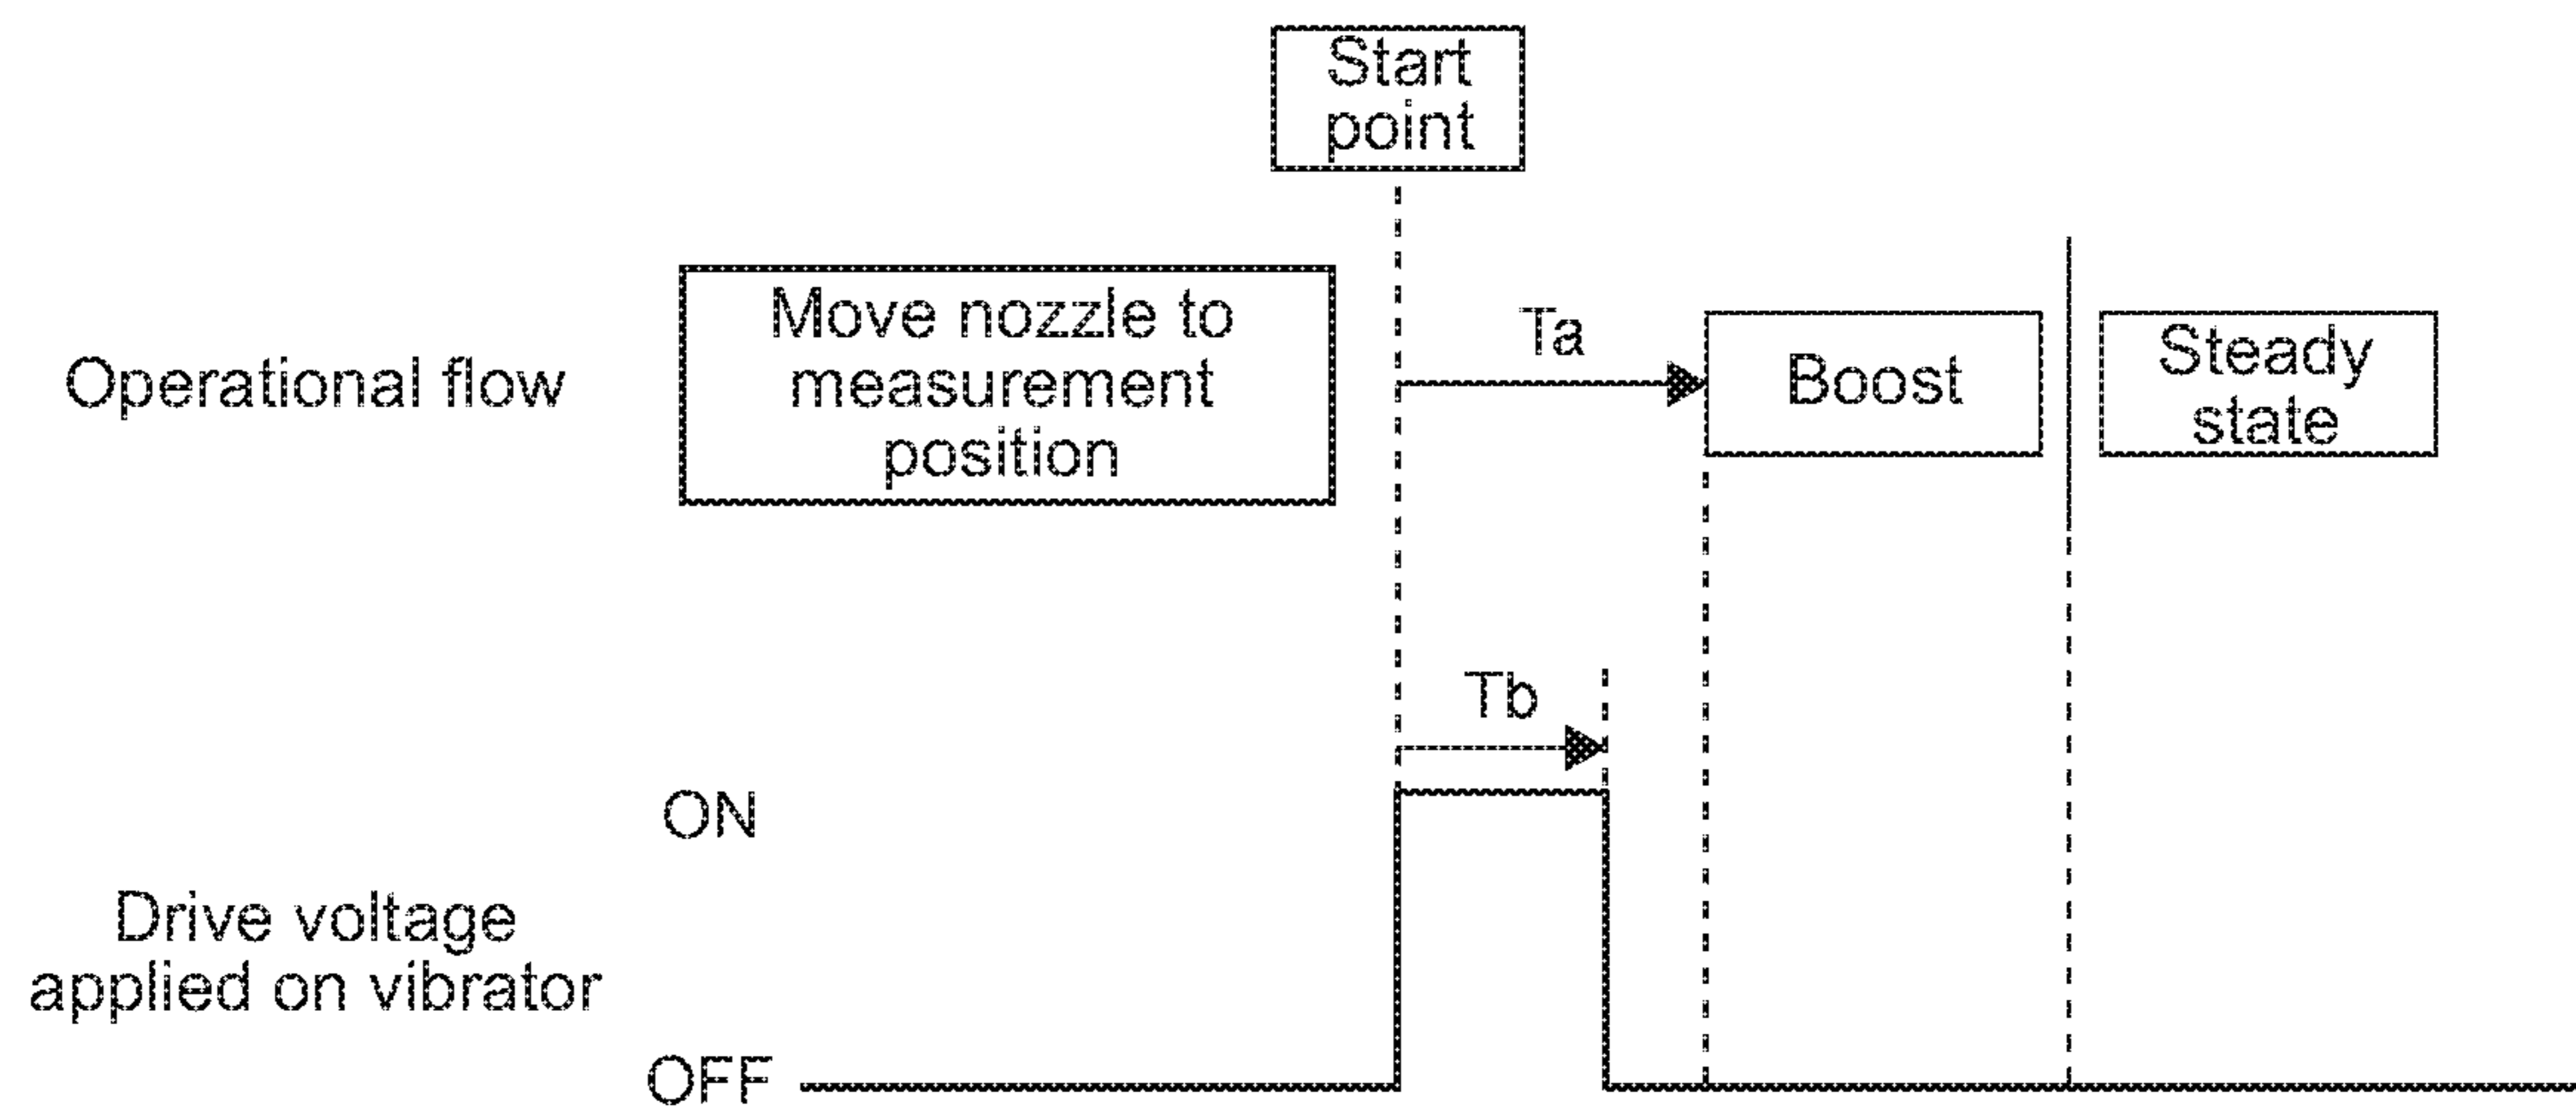 Start
point
Operational flow
Move nozzle to
measurement
position
Ta
Boost
Steady
state
Tb
ON
Drive voltage
applied on vibrator
OFF